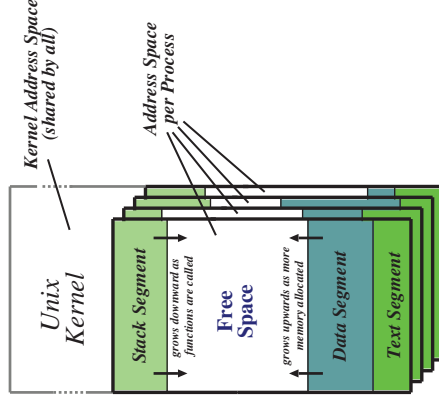 Kernel Address Space
(shared by all)
Address Space
per Process
Unix
Kernel
Stack Segment
grows downward as
functions are called
Free
Space
grows upwards as more
memory allocated
Data Segment
Text Segment